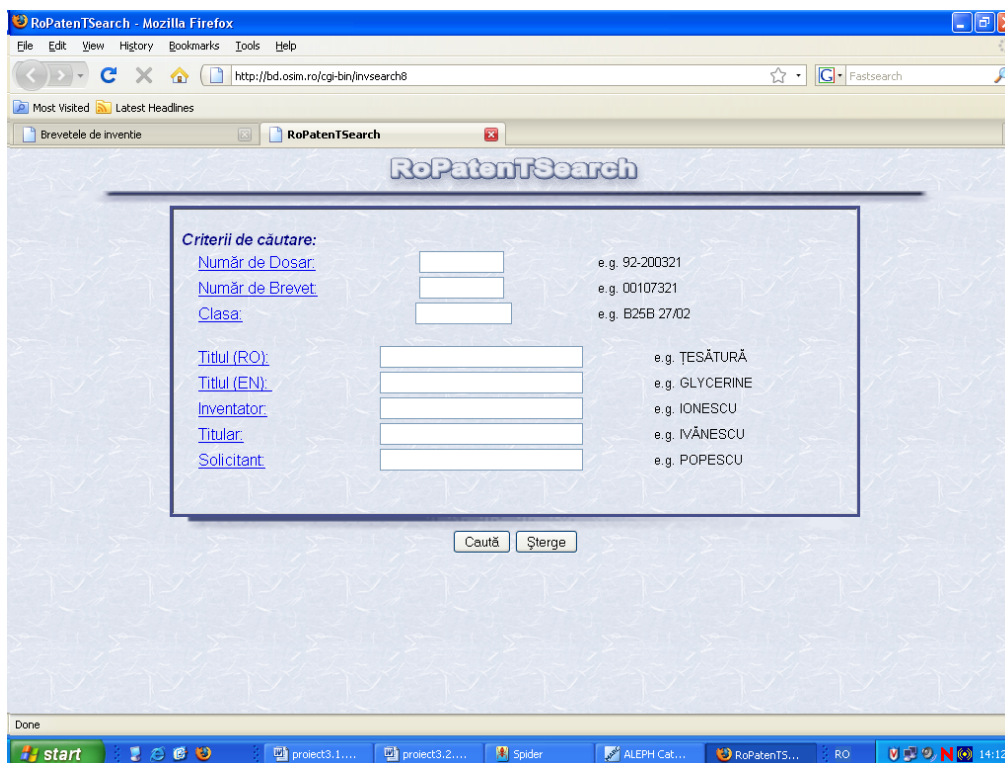 RoPatenTSearch - Mozilla Firefox
File Edit View History Bookmarks Tools Help
http://bd.osim.ro/cgi-bin/invsearch8 G Fastsearch
Most Visited Latest Headlines
Brevetele de inventie RoPatenTSearch
RoPatenTSearch
Criterii de căutare:
Număr de Dosar: e.g. 92-200321
Număr de Brevet: e.g. 00107321
Clasa: e.g. B25B 27/02
Titlul (RO): e.g. ŢESĂTURĂ
Titlul (EN): e.g. GLYCERINE
Inventator: e.g. IONESCU
Titular: e.g. IVĂNESCU
Solicitant: e.g. POPESCU
Caută Şterge
Done
start proiect3.1.... proiect3.2.... Spider ALEPH Cat... RoPatenTS... RO 14:12